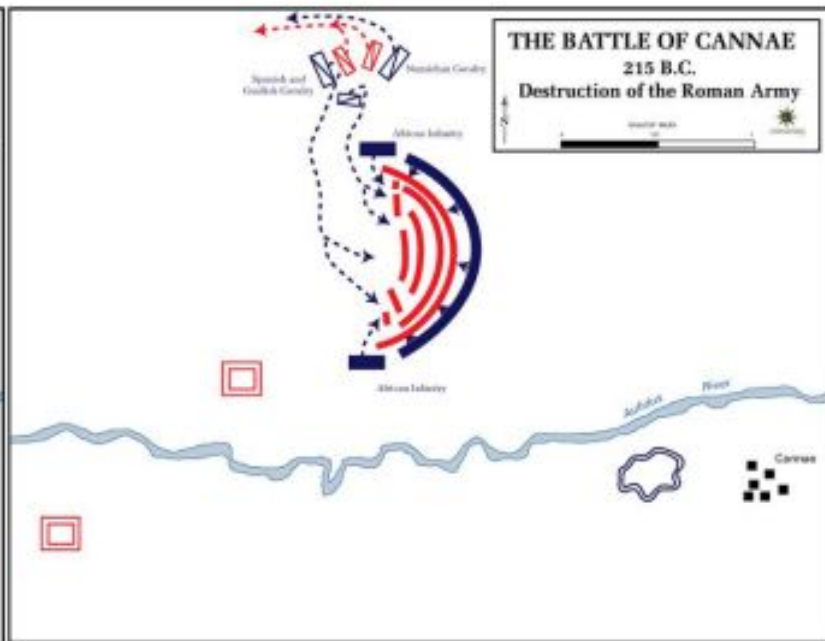 THE BATTLE OF CANNAE
215 B.C.
Destruction of the Roman Army
Spanish and
Gaulish Cavalry
Numidian Cavalry
African Infantry
African Infantry
Aufidus River
Cannae